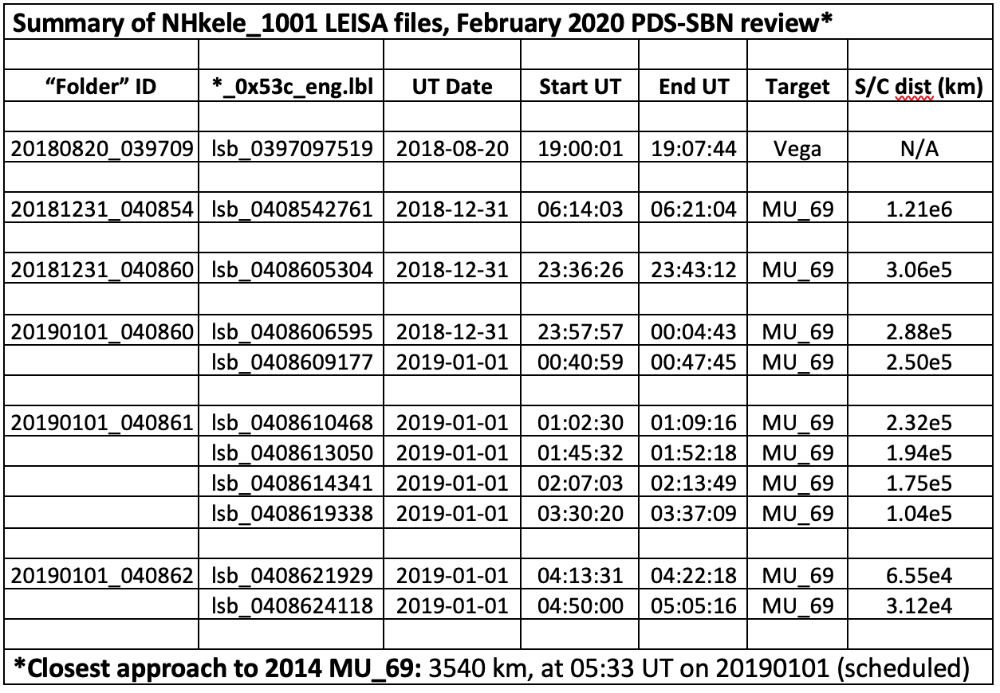 Summary of NHkele_1001 LEISA files, February 2020 PDS-SBN review*
“Folder” ID *_0x53c_eng.lbl UT Date Start UT End UT Target S/C dist (km)
20180820_039709 lsb_0397097519 2018-08-20 19:00:01 19:07:44 Vega N/A
20181231_040854 lsb_0408542761 2018-12-31 06:14:03 06:21:04 MU_69 1.21e6
20181231_040860 lsb_0408605304 2018-12-31 23:36:26 23:43:12 MU_69 3.06e5
20190101_040860 lsb_0408606595 2018-12-31 23:57:57 00:04:43 MU_69 2.88e5
lsb_0408609177 2019-01-01 00:40:59 00:47:45 MU_69 2.50e5
20190101_040861 lsb_0408610468 2019-01-01 01:02:30 01:09:16 MU_69 2.32e5
lsb_0408613050 2019-01-01 01:45:32 01:52:18 MU_69 1.94e5
lsb_0408614341 2019-01-01 02:07:03 02:13:49 MU_69 1.75e5
lsb_0408619338 2019-01-01 03:30:20 03:37:09 MU_69 1.04e5
20190101_040862 lsb_0408621929 2019-01-01 04:13:31 04:22:18 MU_69 6.55e4
lsb_0408624118 2019-01-01 04:50:00 05:05:16 MU_69 3.12e4
*Closest approach to 2014 MU_69: 3540 km, at 05:33 UT on 20190101 (scheduled)